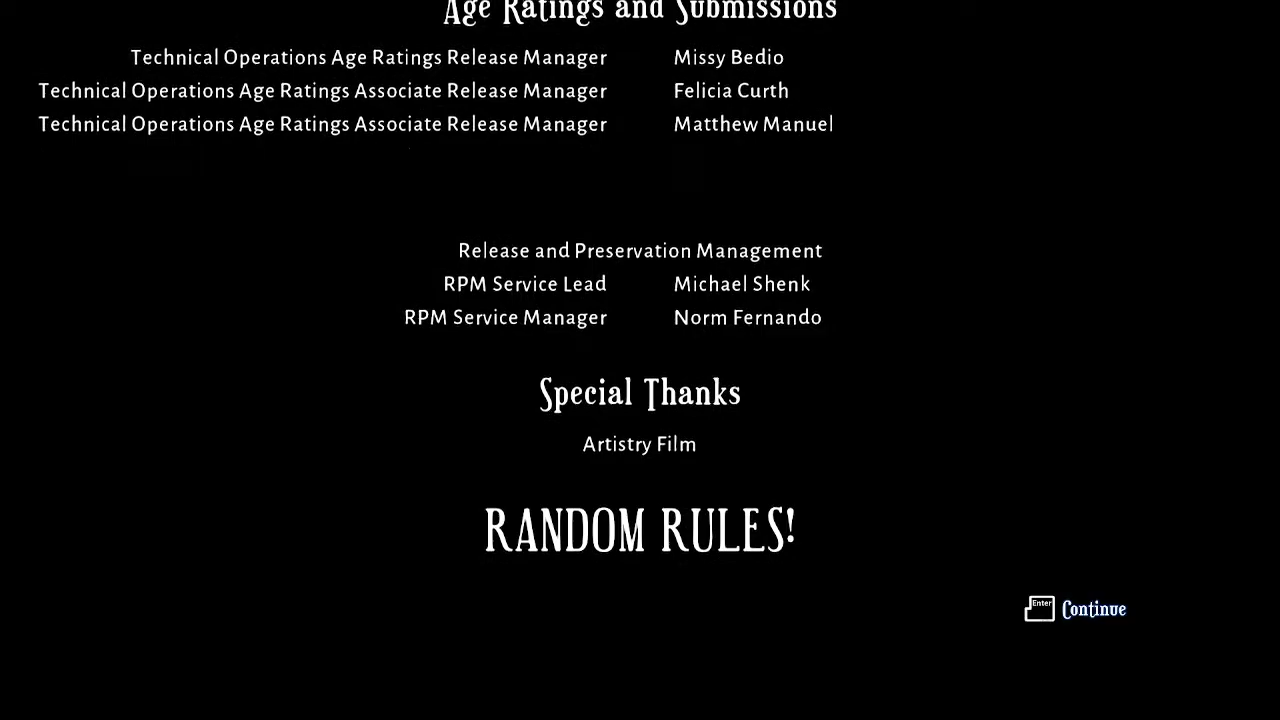 Age Ratings and Submissions
Technical Operations Age Ratings Release Manager Missy Bedio
Technical Operations Age Ratings Associate Release Manager Felicia Curth
Technical Operations Age Ratings Associate Release Manager Matthew Manuel
Release and Preservation Management
RPM Service Lead Michael Shenk
RPM Service Manager Norm Fernando
Special Thanks
Artistry Film
RANDOM RULES!
Enter Continue